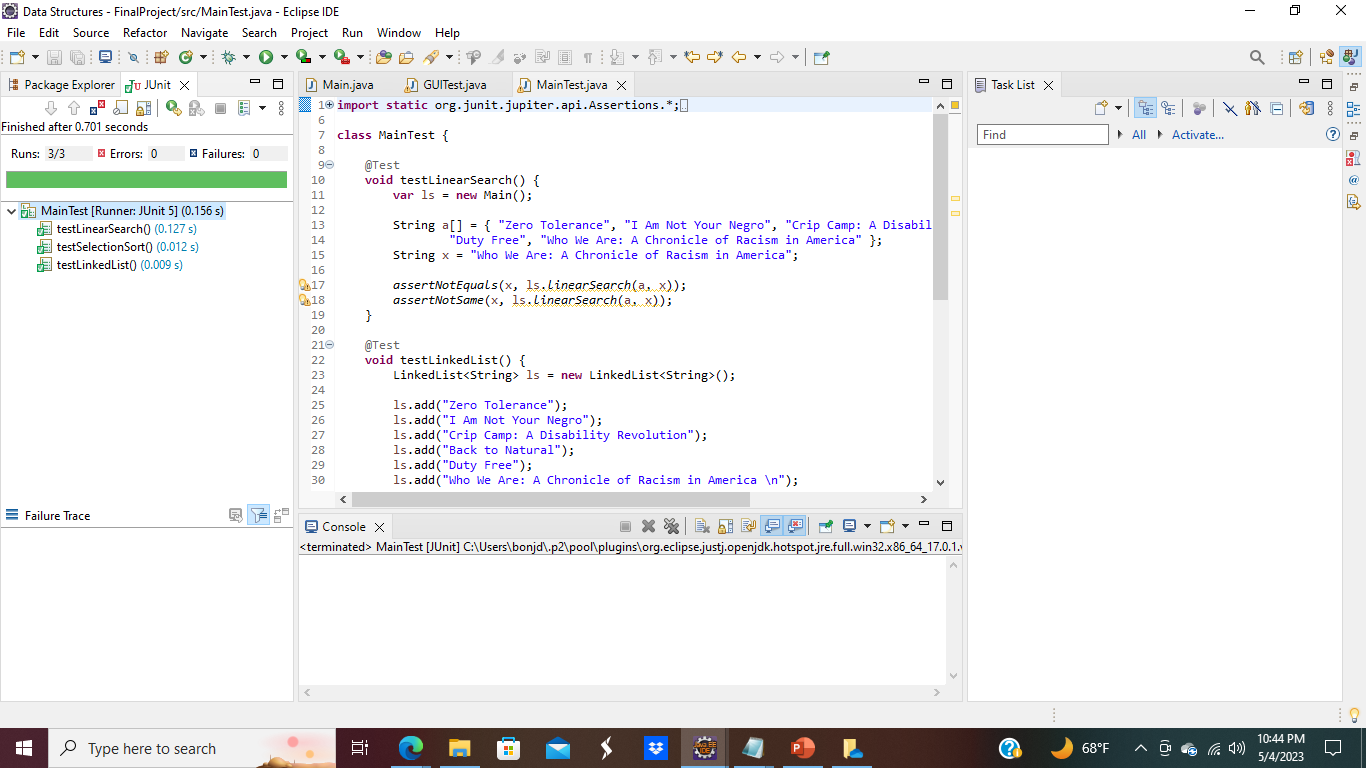 Data Structures - FinalProject/src/MainTest.java - Eclipse IDE
File Edit Source Refactor Navigate Search Project Run Window Help
Package Explorer JUnit
Finished after 0.701 seconds
Runs: 3/3 Errors: 0 Failures: 0
MainTest [Runner: JUnit 5] (0.156 s)
testLinearSearch() (0.127 s)
testSelectionSort() (0.012 s)
testLinkedList() (0.009 s)
Failure Trace
Main.java GUITest.java MainTest.java
1 import static org.junit.jupiter.api.Assertions.*;
6
7 class MainTest {
8
9 @Test
10 void testLinearSearch() {
11 var ls = new Main();
12
13 String a[] = { "Zero Tolerance", "I Am Not Your Negro", "Crip Camp: A Disabil
14 "Duty Free", "Who We Are: A Chronicle of Racism in America" };
15 String x = "Who We Are: A Chronicle of Racism in America";
16
17 assertNotEquals(x, ls.linearSearch(a, x));
18 assertNotSame(x, ls.linearSearch(a, x));
19 }
20
21 @Test
22 void testLinkedList() {
23 LinkedList<String> ls = new LinkedList<String>();
24
25 ls.add("Zero Tolerance");
26 ls.add("I Am Not Your Negro");
27 ls.add("Crip Camp: A Disability Revolution");
28 ls.add("Back to Natural");
29 ls.add("Duty Free");
30 ls.add("Who We Are: A Chronicle of Racism in America \n");
Console
<terminated> MainTest [JUnit] C:\Users\bonjd\.p2\pool\plugins\org.eclipse.justj.openjdk.hotspot.jre.full.win32.x86_64_17.0.1.v
Task List
Find All Activate...
Type here to search
68°F
10:44 PM
5/4/2023